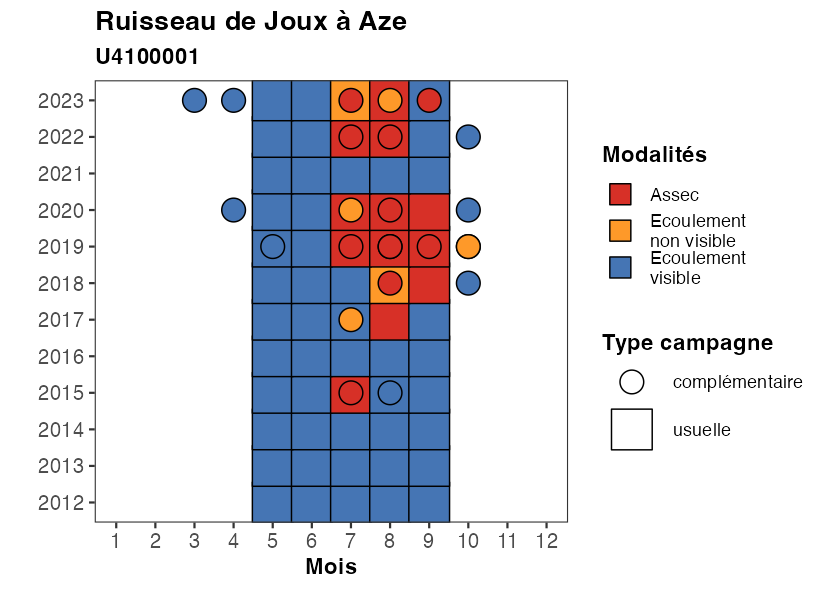 Ruisseau de Joux à Aze
U4100001
2023
2022
2021
2020
2019
2018
2017
2016
2015
2014
2013
2012
1 2 3 4 5 6 7 8 9 10 11 12
Mois
Modalités
Assec
Ecoulement
non visible
Ecoulement
visible
Type campagne
complémentaire
usuelle